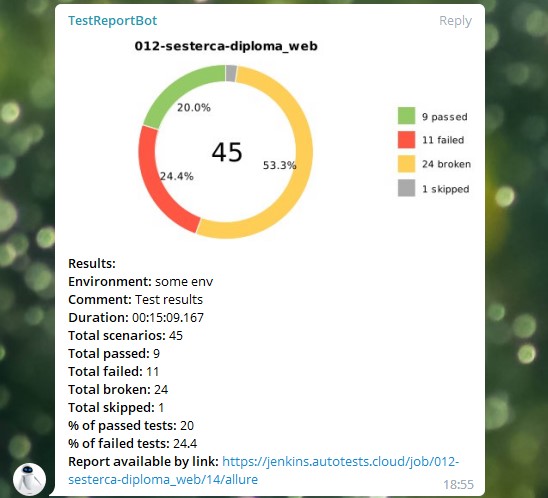 TestReportBot
Reply
012-sesterca-diploma_web
20.0%
45
53.3%
24.4%
9 passed
11 failed
24 broken
1 skipped
Results:
Environment: some env
Comment: Test results
Duration: 00:15:09.167
Total scenarios: 45
Total passed: 9
Total failed: 11
Total broken: 24
Total skipped: 1
% of passed tests: 20
% of failed tests: 24.4
Report available by link: https://jenkins.autotests.cloud/job/012-
sesterca-diploma_web/14/allure
18:55